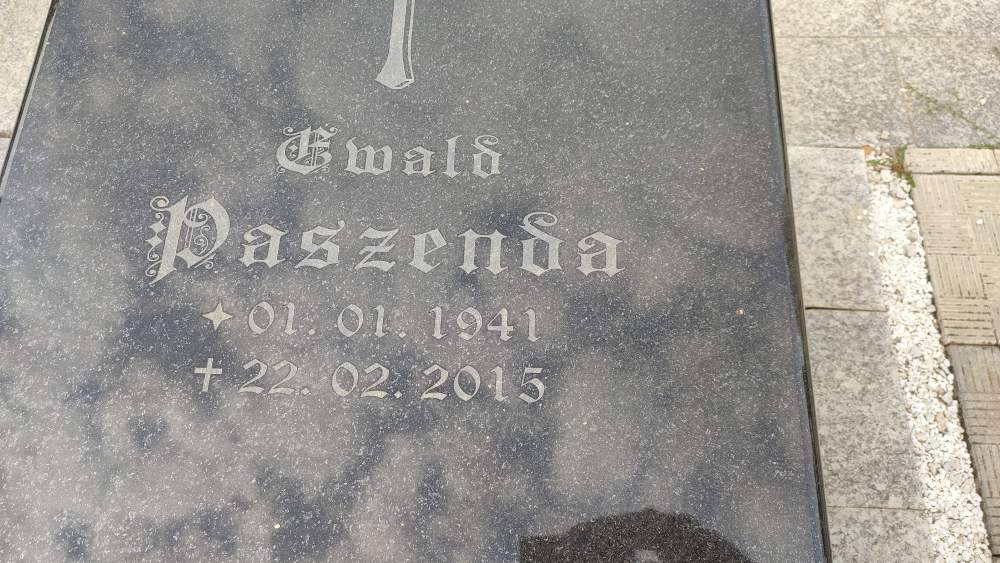 Ewald
Paszenda
✦ 01. 01. 1941
✝ 22. 02. 2015